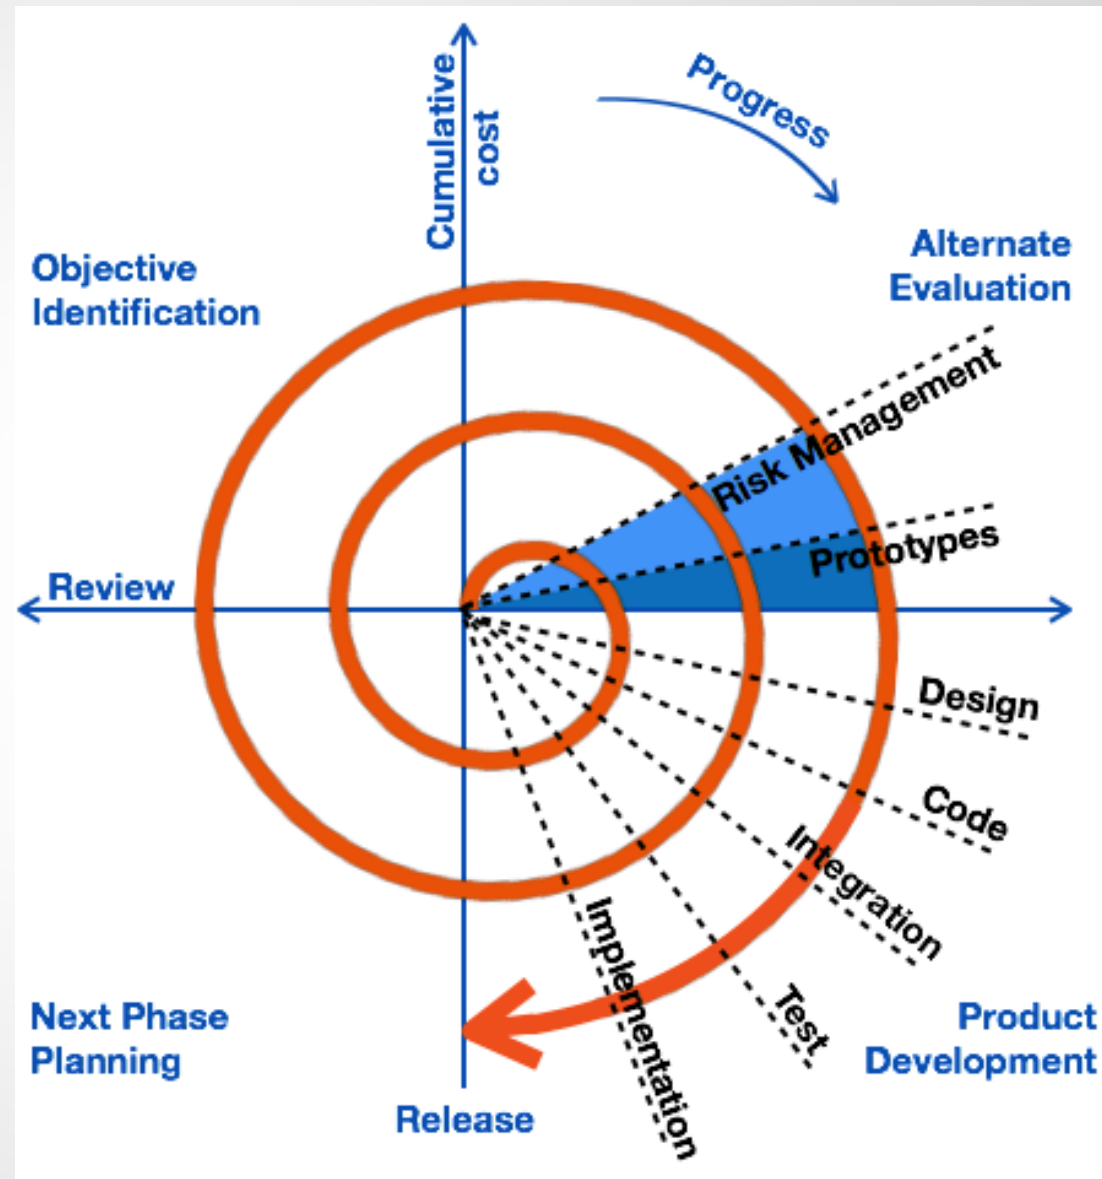 Cumulative
cost
Progress
Alternate
Evaluation
Objective
Identification
Risk Management
Prototypes
Review
Design
Code
Integration
Test
Implementation
Next Phase
Planning
Product
Development
Release